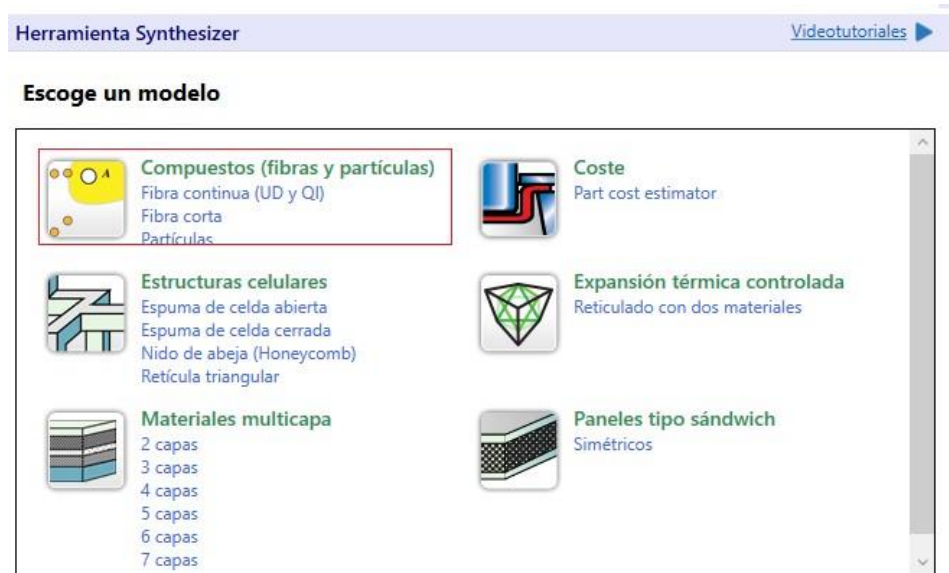 Herramienta Synthesizer
Videotutoriales
Escoge un modelo
A
Compuestos (fibras y partículas)
Fibra continua (UD y QI)
Fibra corta
Partículas
Coste
Part cost estimator
Estructuras celulares
Espuma de celda abierta
Espuma de celda cerrada
Nido de abeja (Honeycomb)
Retícula triangular
Expansión térmica controlada
Reticulado con dos materiales
Materiales multicapa
2 capas
3 capas
4 capas
5 capas
6 capas
7 capas
Paneles tipo sándwich
Simétricos